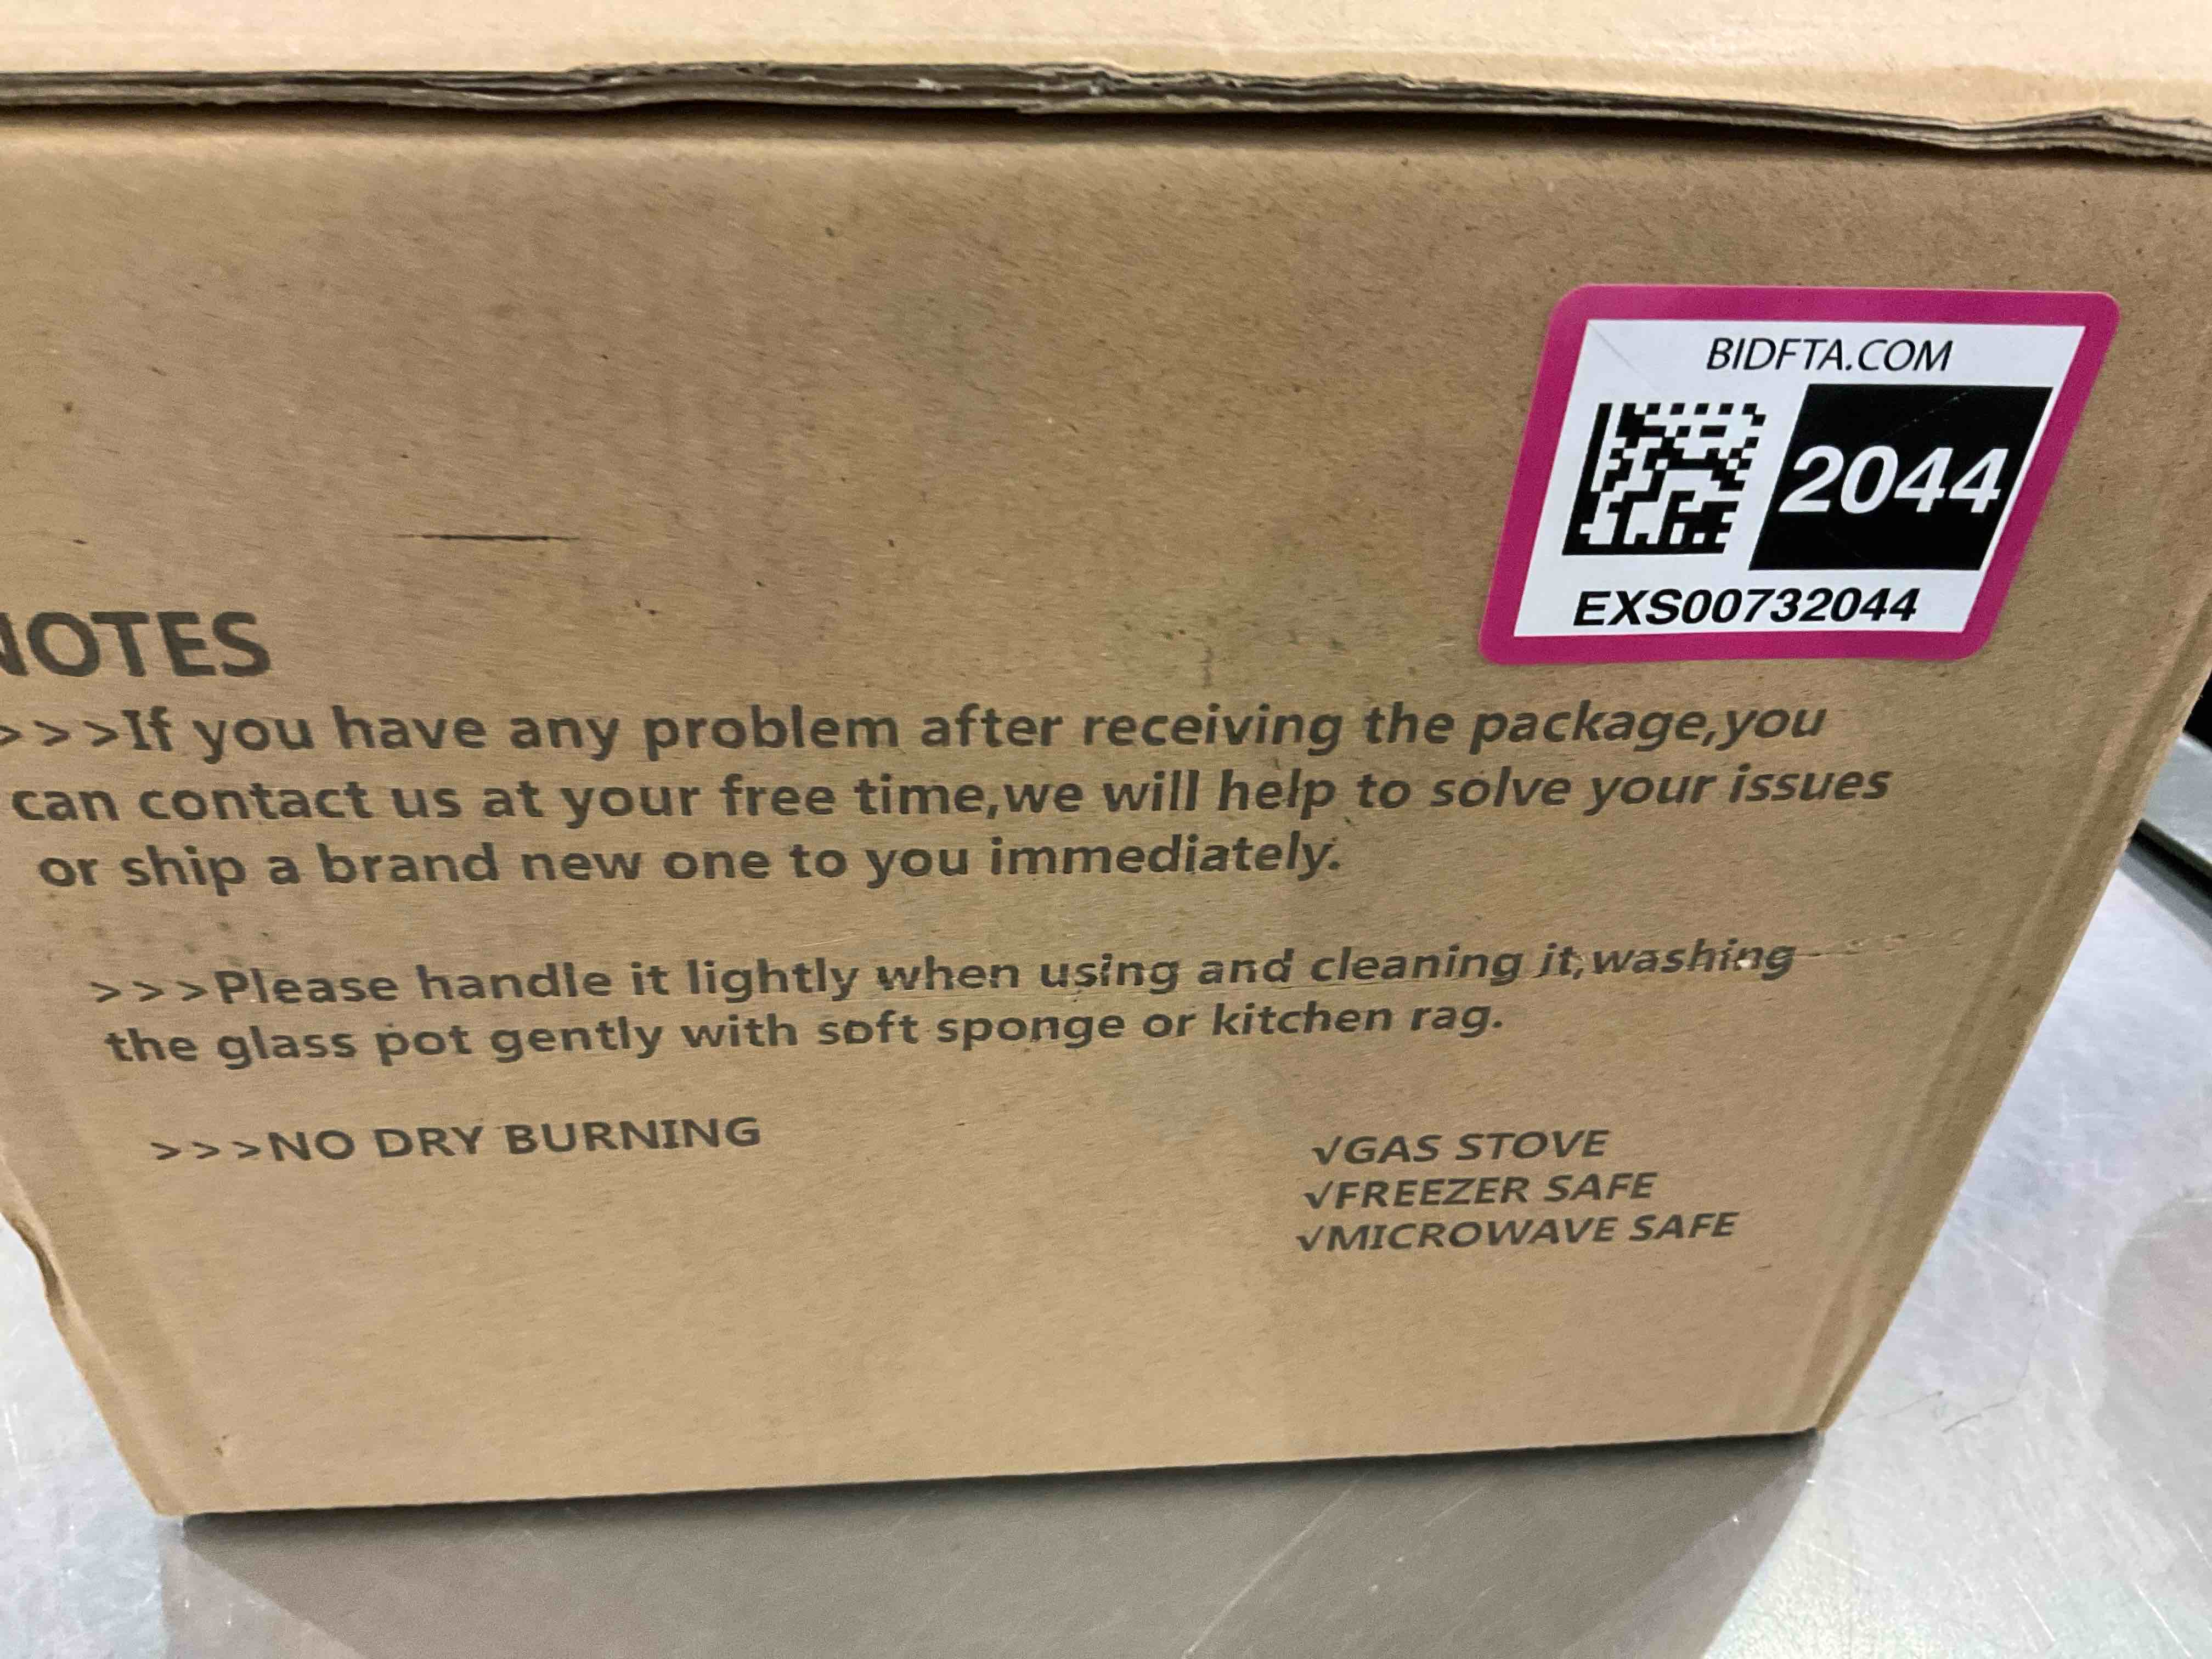 BIDFTA.COM
2044
EXS00732044
NOTES
>>>If you have any problem after receiving the package,you
can contact us at your free time,we will help to solve your issues
or ship a brand new one to you immediately.
>>>Please handle it lightly when using and cleaning it,washing
the glass pot gently with soft sponge or kitchen rag.
>>>NO DRY BURNING
√GAS STOVE
√FREEZER SAFE
√MICROWAVE SAFE